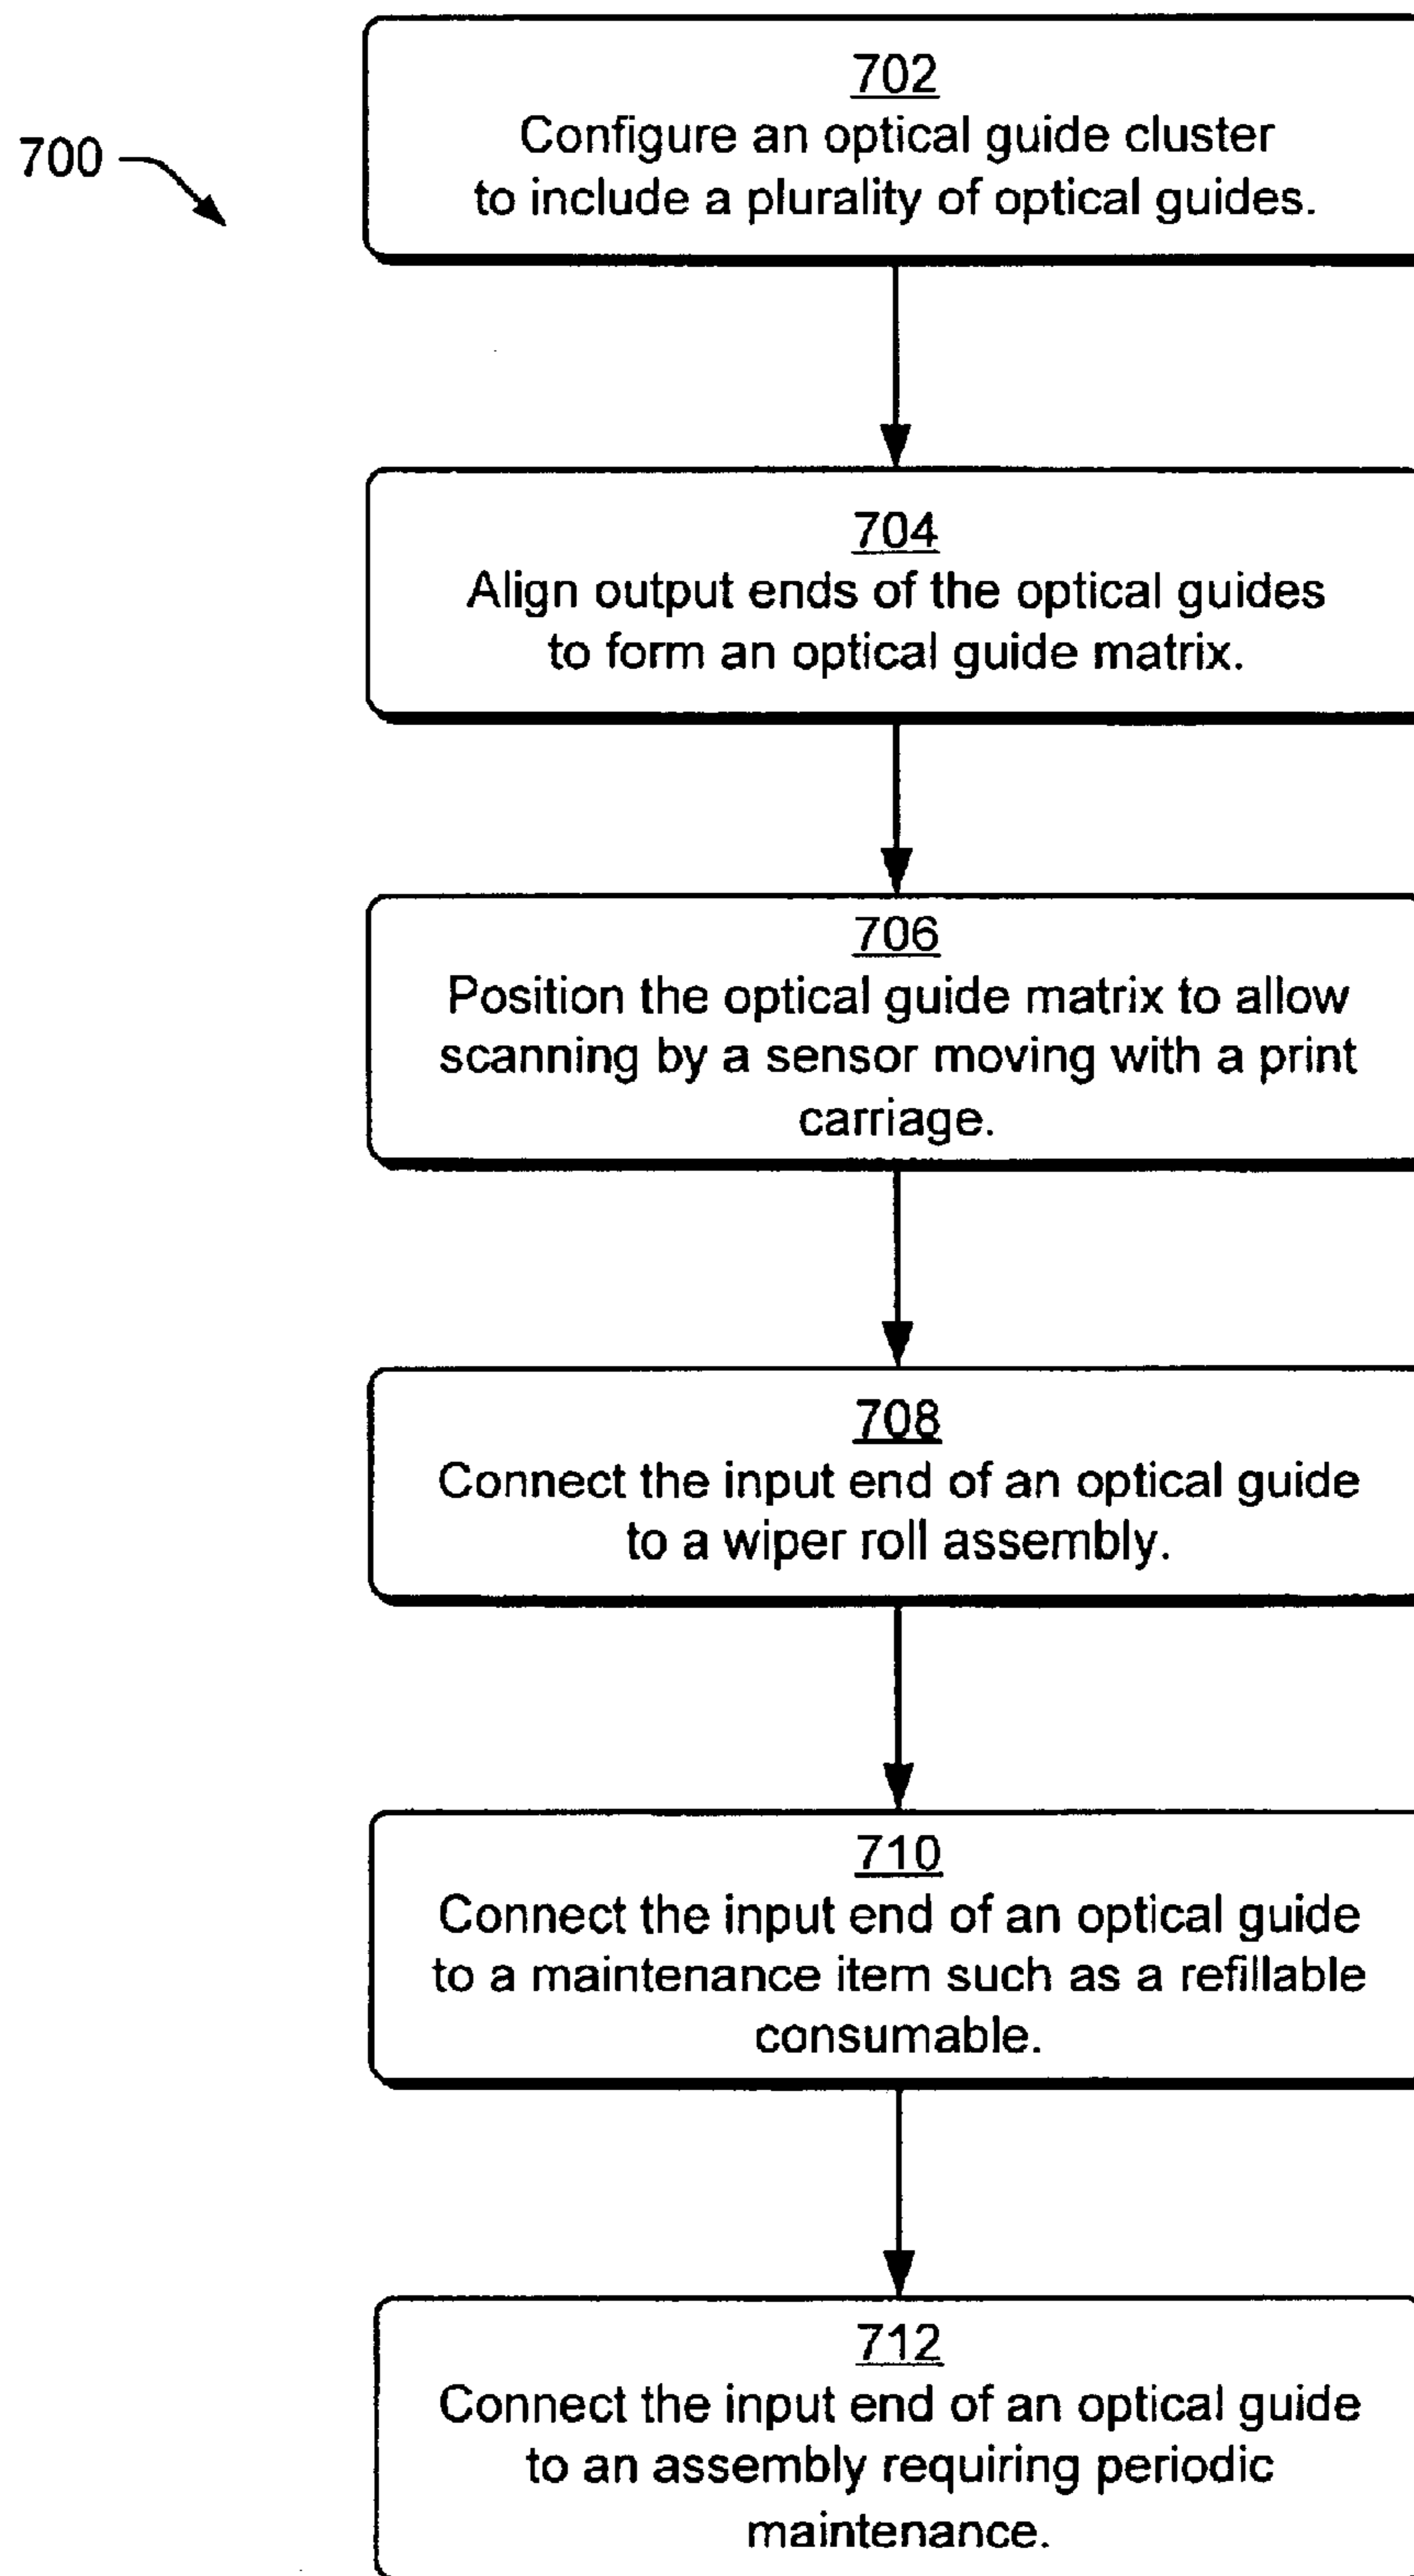 700
702
Configure an optical guide cluster
to include a plurality of optical guides.
704
Align output ends of the optical guides
to form an optical guide matrix.
706
Position the optical guide matrix to allow
scanning by a sensor moving with a print
carriage.
708
Connect the input end of an optical guide
to a wiper roll assembly.
710
Connect the input end of an optical guide
to a maintenance item such as a refillable
consumable.
712
Connect the input end of an optical guide
to an assembly requiring periodic
maintenance.